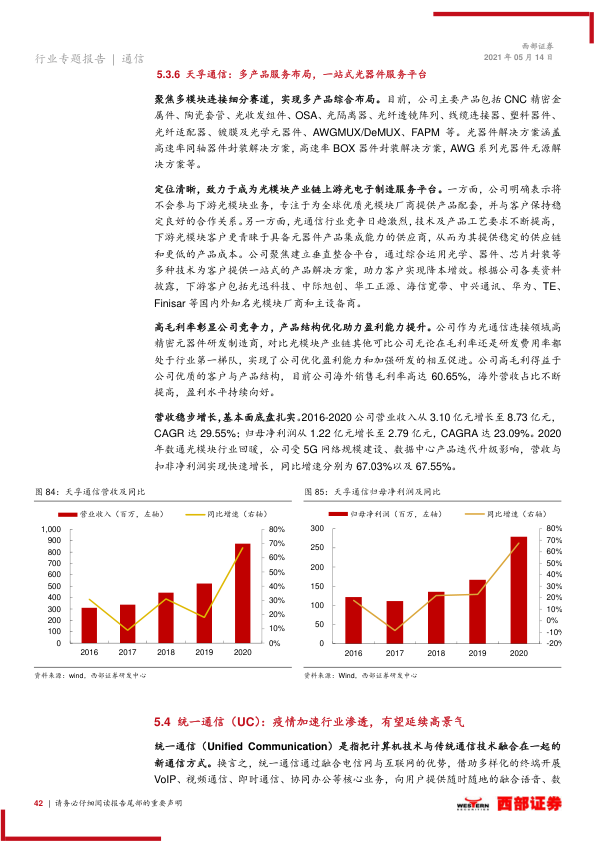 西部证券
行业专题报告 | 通信
2021 年 05 月 14 日
5.3.6 天孚通信：多产品服务布局，一站式光器件服务平台
聚焦多模块连接细分赛道，实现多产品综合布局。目前，公司主要产品包括 CNC 精密金
属件、陶瓷套管、光收发组件、OSA、光隔离器、光纤透镜阵列、线缆连接器、塑料器件、
光纤适配器、镀膜及光学元器件、AWGMUX/DeMUX、FAPM 等。光器件解决方案涵盖
高速率同轴器件封装解决方案，高速率 BOX 器件封装解决方案，AWG 系列光器件无源解
决方案等。
定位清晰，致力于成为光模块产业链上游光电子制造服务平台。一方面，公司明确表示将
不会参与下游光模块业务，专注于为全球优质光模块厂商提供产品配套，并与客户保持稳
定良好的合作关系。另一方面，光通信行业竞争日趋激烈，技术及产品工艺要求不断提高，
下游光模块客户更青睐于具备元器件产品集成能力的供应商，从而为其提供稳定的供应链
和更低的产品成本。公司聚焦建立垂直整合平台，通过综合运用光学、器件、芯片封装等
多种技术为客户提供一站式的产品解决方案，助力客户实现降本增效。根据公司各类资料
披露，下游客户包括光迅科技、中际旭创、华工正源、海信宽带、中兴通讯、华为、TE、
Finisar 等国内外知名光模块厂商和主设备商。
高毛利率彰显公司竞争力，产品结构优化助力盈利能力提升。公司作为光通信连接领域高
精密元器件研发制造商，对比光模块产业链其他可比公司无论在毛利率还是研发费用率都
处于行业第一梯队，实现了公司优化盈利能力和加强研发的相互促进。公司高毛利得益于
公司优质的客户与产品结构，目前公司海外销售毛利率高达 60.65%，海外营收占比不断
提高，盈利水平持续向好。
营收稳步增长，基本面底盘扎实。2016-2020 公司营业收入从 3.10 亿元增长至 8.73 亿元，
CAGR 达 29.55%；归母净利润从 1.22 亿元增长至 2.79 亿元，CAGRA 达 23.09%。2020
年数通光模块行业回暖，公司受 5G 网络规模建设、数据中心产品迭代升级影响，营收与
扣非净利润实现快速增长，同比增速分别为 67.03%以及 67.55%。
图 84：天孚通信营收及同比
营业收入（百万，左轴） 同比增速（右轴）
1,000
900
800
700
600
500
400
300
200
100
0
80%
70%
60%
50%
40%
30%
20%
10%
0%
2016 2017 2018 2019 2020
资料来源：wind，西部证券研发中心
图 85：天孚通信归母净利润及同比
归母净利润（百万，左轴） 同比增速（右轴）
300
250
200
150
100
50
0
80%
70%
60%
50%
40%
30%
20%
10%
0%
-10%
-20%
2016 2017 2018 2019 2020
资料来源：Wind，西部证券研发中心
5.4 统一通信（UC）：疫情加速行业渗透，有望延续高景气
统一通信（Unified Communication）是指把计算机技术与传统通信技术融合在一起的
新通信方式。换言之，统一通信通过融合电信网与互联网的优势，借助多样化的终端开展
VoIP、视频通信、即时通信、协同办公等核心业务，向用户提供随时随地的融合语音、数
42 | 请务必仔细阅读报告尾部的重要声明
WESTERN
SECURITIES
西部证券